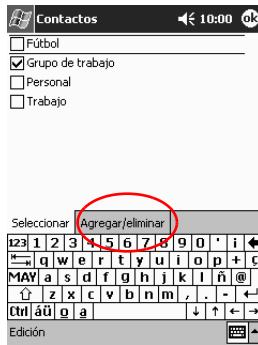 Contactos 10:00 ok
Fútbol
Grupo de trabajo
Personal
Trabajo
Seleccionar Agregar/eliminar
123 1 2 3 4 5 6 7 8 9 0 ' ¡
q w e r t y u i o p + ç
MAY a s d f g h j k l ñ @
z x c v b n m , . -
Ctrl áü º ª
Edición